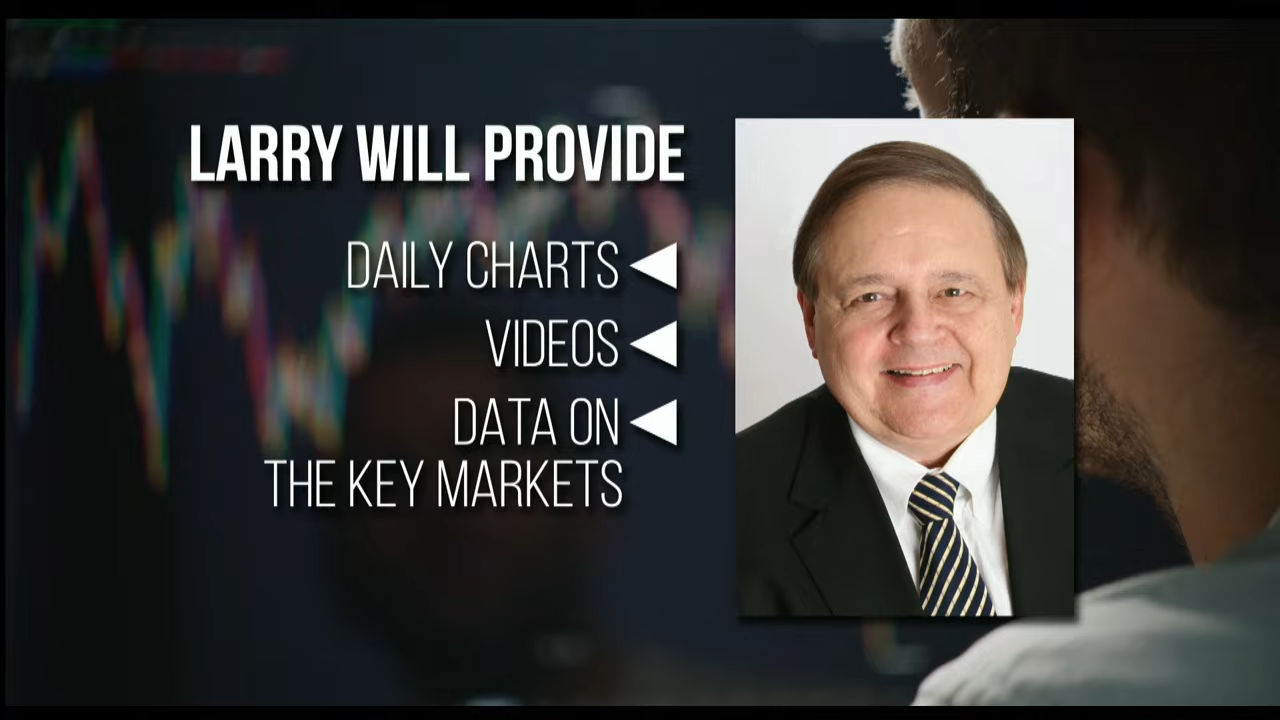 LARRY WILL PROVIDE
DAILY CHARTS
VIDEOS
DATA ON
THE KEY MARKETS